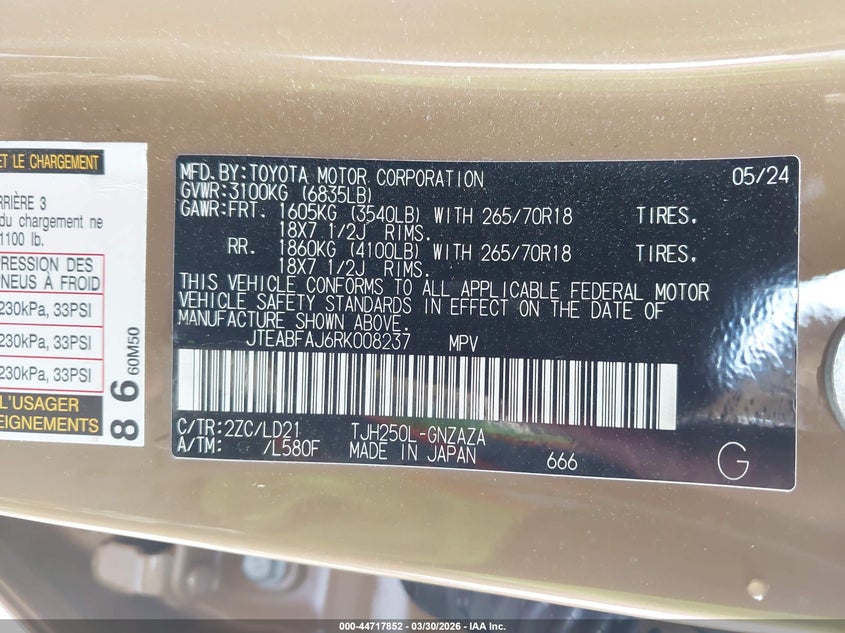 ET LE CHARGEMENT
RRIÈRE 3
du chargement ne
1100 lb.
RESSION DES
PNEUS À FROID
230kPa, 33PSI
230kPa, 33PSI
230kPa, 33PSI
L'USAGER
EIGNEMENTS
8 6 60M50
MFD. BY: TOYOTA MOTOR CORPORATION 05/24
GVWR: 3100KG (6835LB)
GAWR: FRT. 1605KG (3540LB) WITH 265/70R18 TIRES.
18X7 1/2J RIMS.
RR. 1860KG (4100LB) WITH 265/70R18 TIRES.
18X7 1/2J RIMS.
THIS VEHICLE CONFORMS TO ALL APPLICABLE FEDERAL MOTOR
VEHICLE SAFETY STANDARDS IN EFFECT ON THE DATE OF
MANUFACTURE SHOWN ABOVE.
JTEABFAJ6RK008237 MPV
C/TR: 2ZC/LD21 TJH250L-GNZAZA
A/TM: /L580F MADE IN JAPAN 666 G
000-44717852 - 03/30/2026 - IAA Inc.